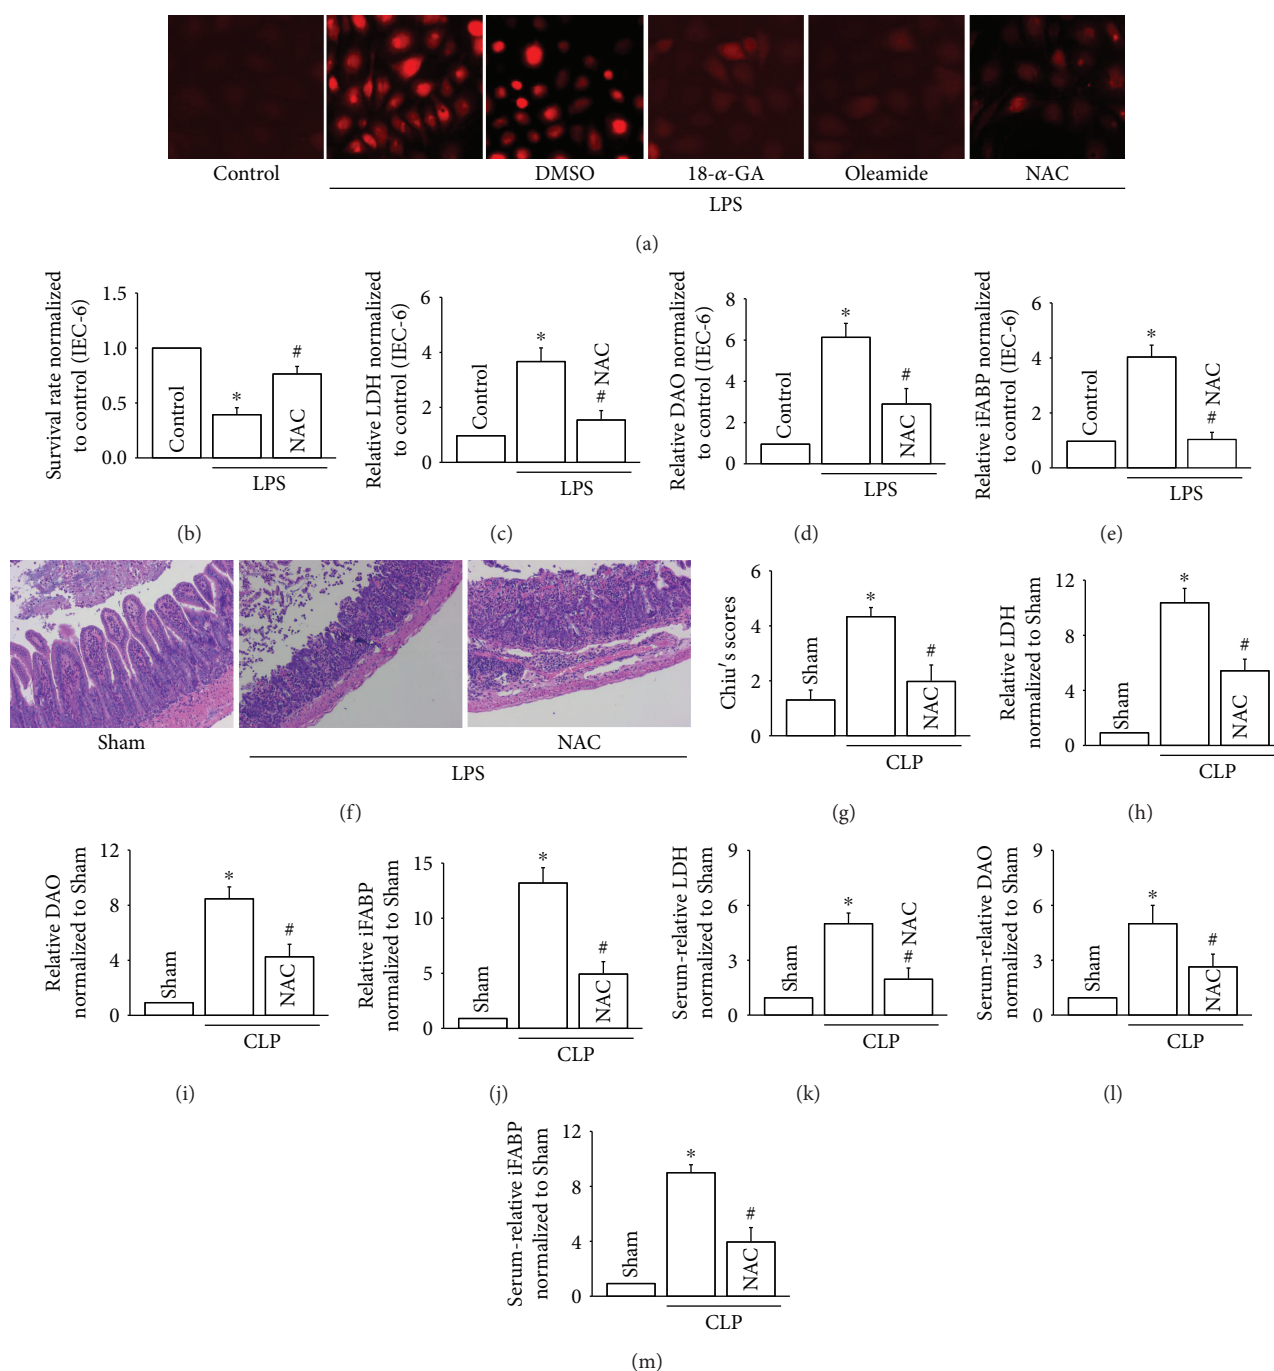 Control
DMSO
18-α-GA
Oleamide
NAC
LPS
(a)
Survival rate normalized
to control (IEC-6)
1.5
1.0
0.5
0.0
Control
*
#
NAC
LPS
(b)
Relative LDH normalized
to control (IEC-6)
6
4
2
0
Control
*
# NAC
LPS
(c)
Relative DAO normalized
to control (IEC-6)
8
6
4
2
0
Control
*
#
NAC
LPS
(d)
Relative iFABP normalized
to control (IEC-6)
6
4
2
0
Control
*
# NAC
LPS
(e)
Sham
NAC
LPS
(f)
Chiu's scores
6
4
2
0
Sham
*
#
NAC
CLP
(g)
Relative LDH
normalized to Sham
12
8
4
0
Sham
*
#
NAC
CLP
(h)
Relative DAO
normalized to Sham
12
8
4
0
Sham
*
#
NAC
CLP
(i)
Relative iFABP
normalized to Sham
15
10
5
0
Sham
*
#
NAC
CLP
(j)
Serum-relative LDH
normalized to Sham
9
6
3
0
Sham
*
# NAC
CLP
(k)
Serum-relative DAO
normalized to Sham
9
6
3
0
Sham
*
#
NAC
CLP
(l)
Serum-relative iFABP
normalized to Sham
12
8
4
0
Sham
*
#
NAC
CLP
(m)